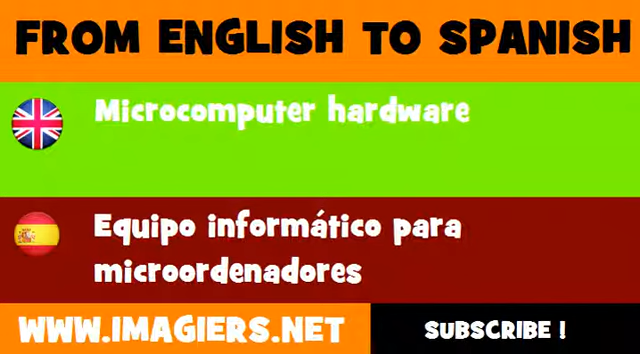 FROM ENGLISH TO SPANISH
Microcomputer hardware
Equipo informático para
microordenadores
WWW.IMAGIERS.NET
SUBSCRIBE !